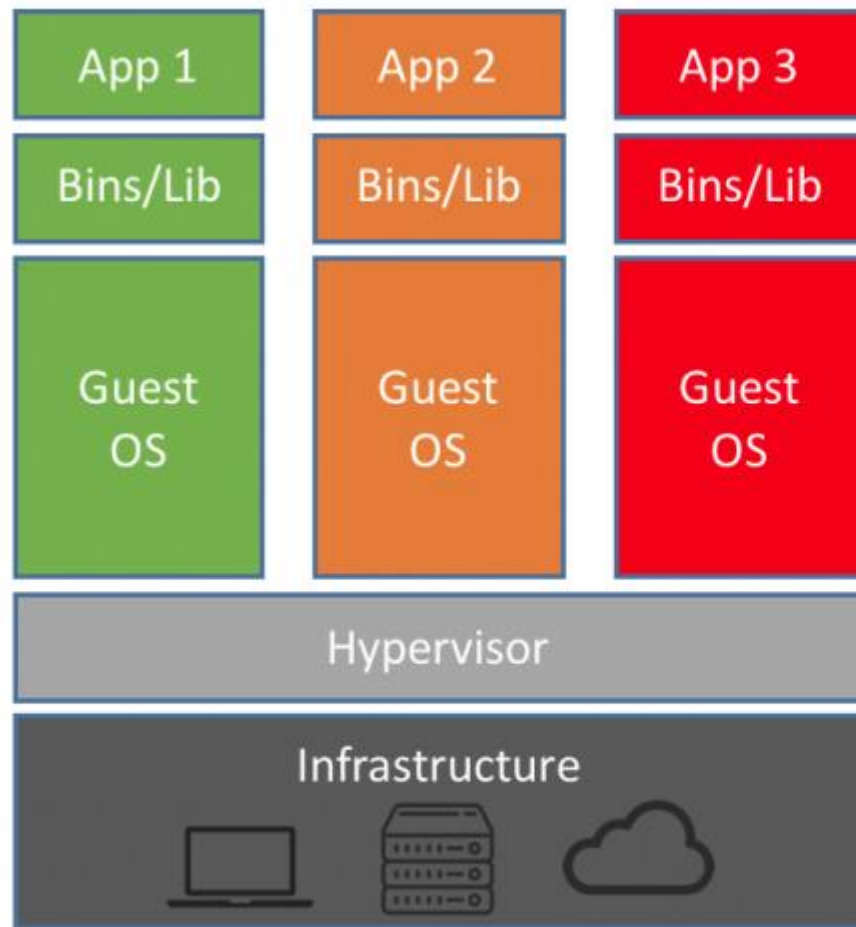 App 1
App 2
App 3
Bins/Lib
Bins/Lib
Bins/Lib
Guest
OS
Guest
OS
Guest
OS
Hypervisor
Infrastructure